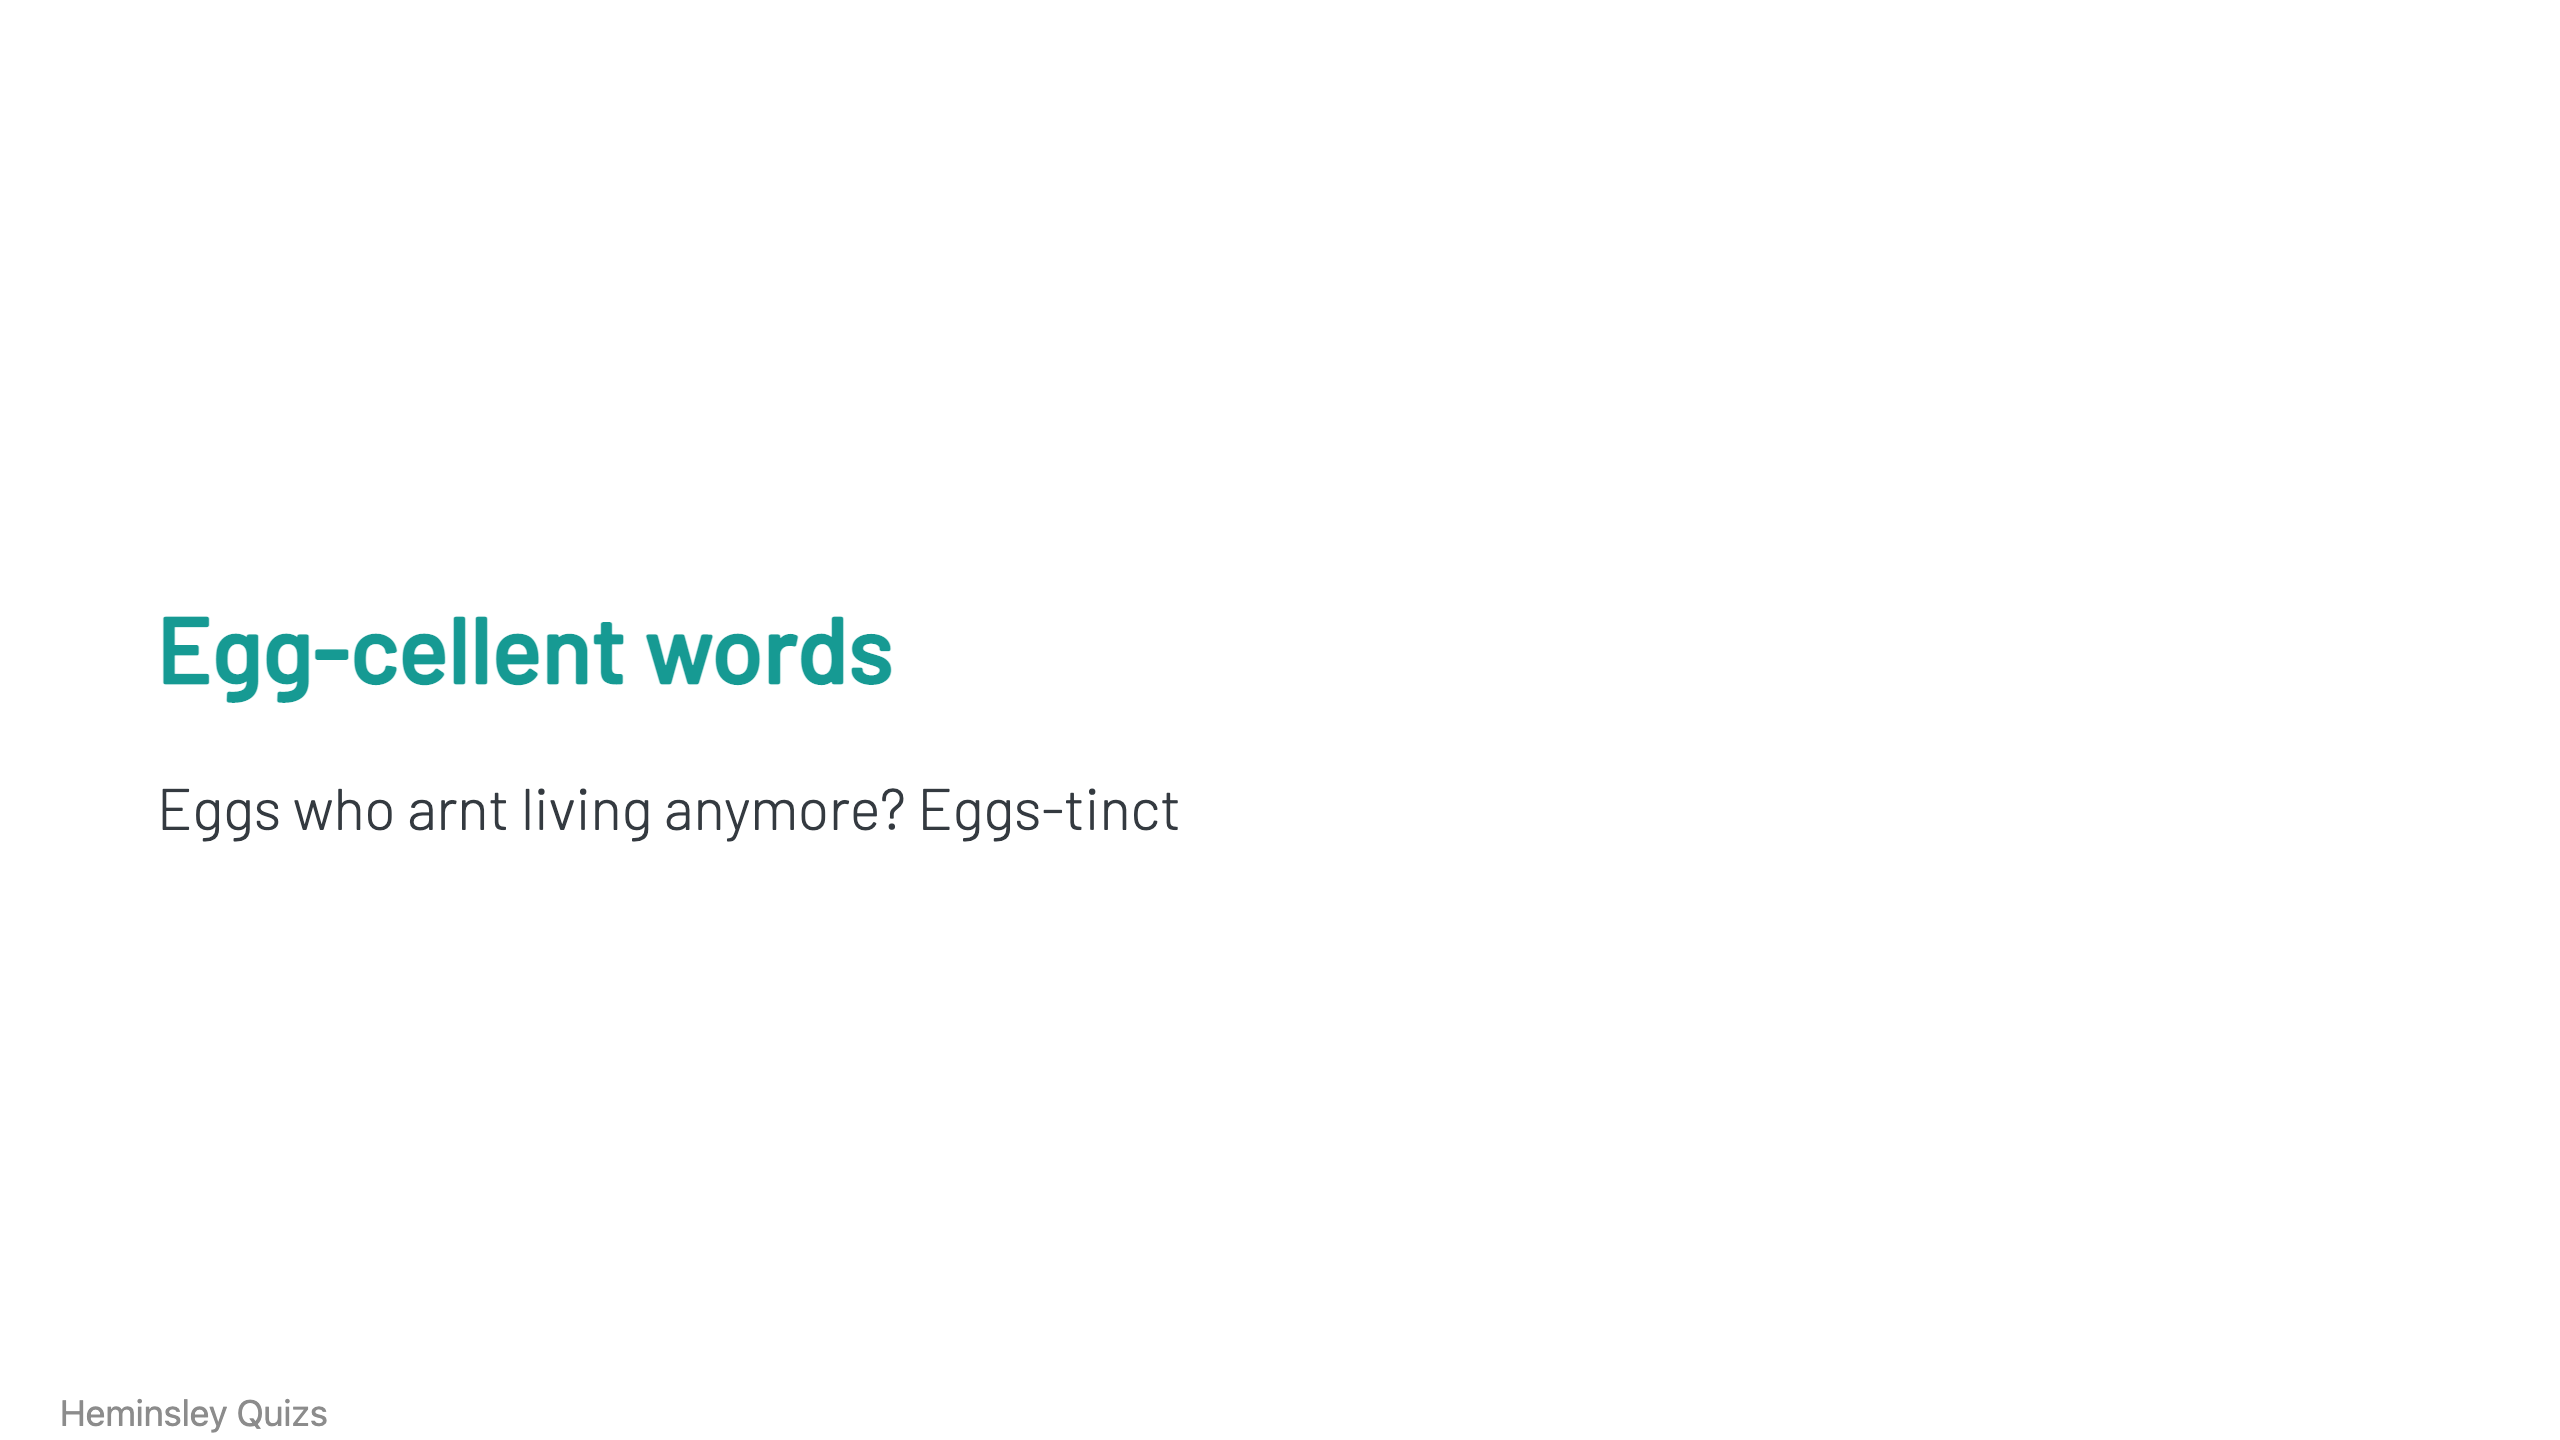 Egg-cellent words
Eggs who arnt living anymore? Eggs-tinct
Heminsley Quizs